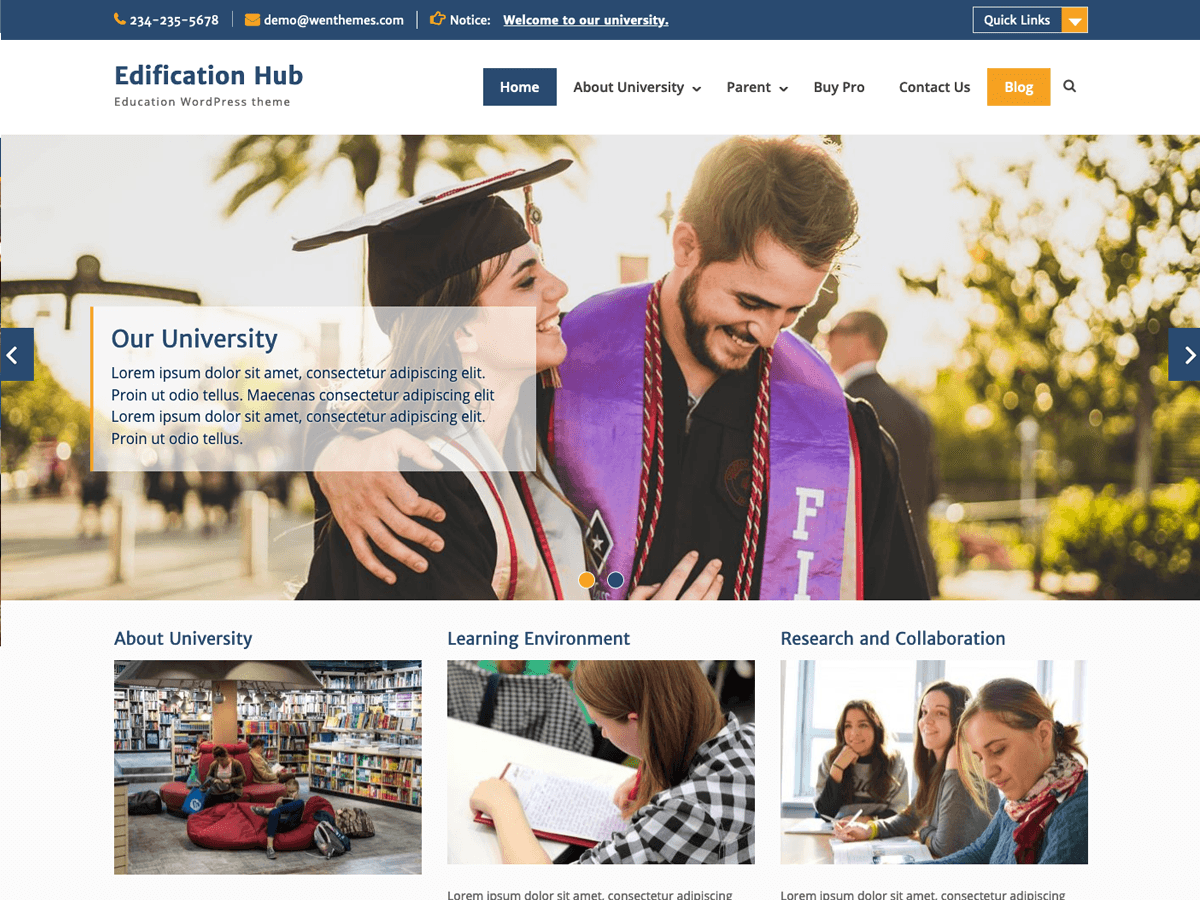 234-235-5678 demo@wenthemes.com Notice: Welcome to our university. Quick Links
Edification Hub
Education WordPress theme
Home About University Parent Buy Pro Contact Us Blog
Our University
Lorem ipsum dolor sit amet, consectetur adipiscing elit.
Proin ut odio tellus. Maecenas consectetur adipiscing elit
Lorem ipsum dolor sit amet, consectetur adipiscing elit.
Proin ut odio tellus.
F
I
About University Learning Environment Research and Collaboration
Lorem ipsum dolor sit amet, consectetur adipiscing Lorem ipsum dolor sit amet, consectetur adipiscing